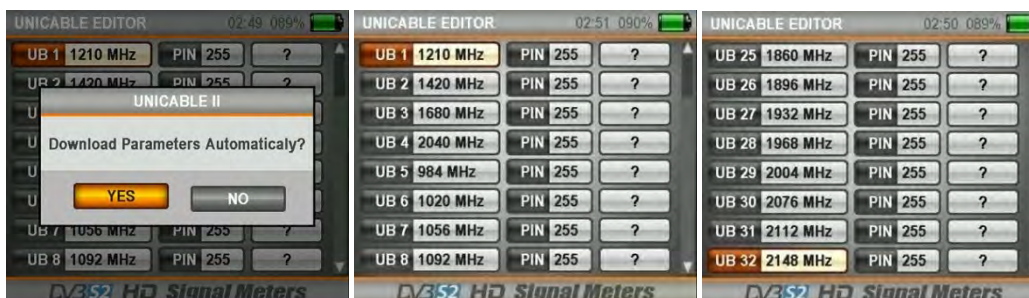 UNICABLE EDITOR 02:49 089%
UB 1 1210 MHz PIN 255 ?
UB 2 1420 MHz PIN 255
UNICABLE II
Download Parameters Automaticaly?
YES NO
UB 7 1056 MHz PIN 255 ?
UB 8 1092 MHz PIN 255 ?
DVBS2 HD Signal Meters
UNICABLE EDITOR 02:51 090%
UB 1 1210 MHz PIN 255 ?
UB 2 1420 MHz PIN 255 ?
UB 3 1680 MHz PIN 255 ?
UB 4 2040 MHz PIN 255 ?
UB 5 984 MHz PIN 255 ?
UB 6 1020 MHz PIN 255 ?
UB 7 1056 MHz PIN 255 ?
UB 8 1092 MHz PIN 255 ?
DVBS2 HD Signal Meters
UNICABLE EDITOR 02:50 089%
UB 25 1860 MHz PIN 255 ?
UB 26 1896 MHz PIN 255 ?
UB 27 1932 MHz PIN 255 ?
UB 28 1968 MHz PIN 255 ?
UB 29 2004 MHz PIN 255 ?
UB 30 2076 MHz PIN 255 ?
UB 31 2112 MHz PIN 255 ?
UB 32 2148 MHz PIN 255 ?
DVBS2 HD Signal Meters